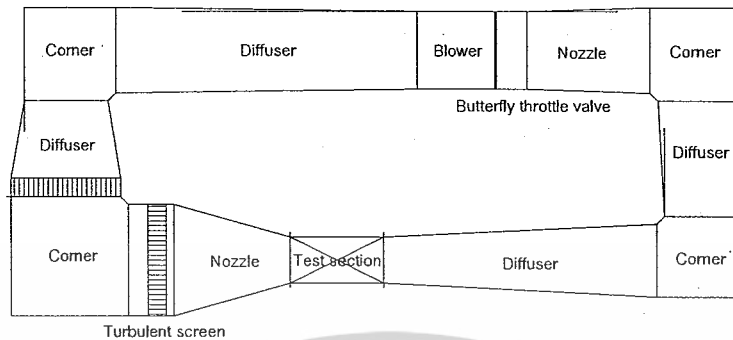 Corner
Diffuser
Blower
Nozzle
Corner
Butterfly throttle valve
Diffuser
Diffuser
Corner
Nozzle
Test section
Diffuser
Corner
Turbulent screen